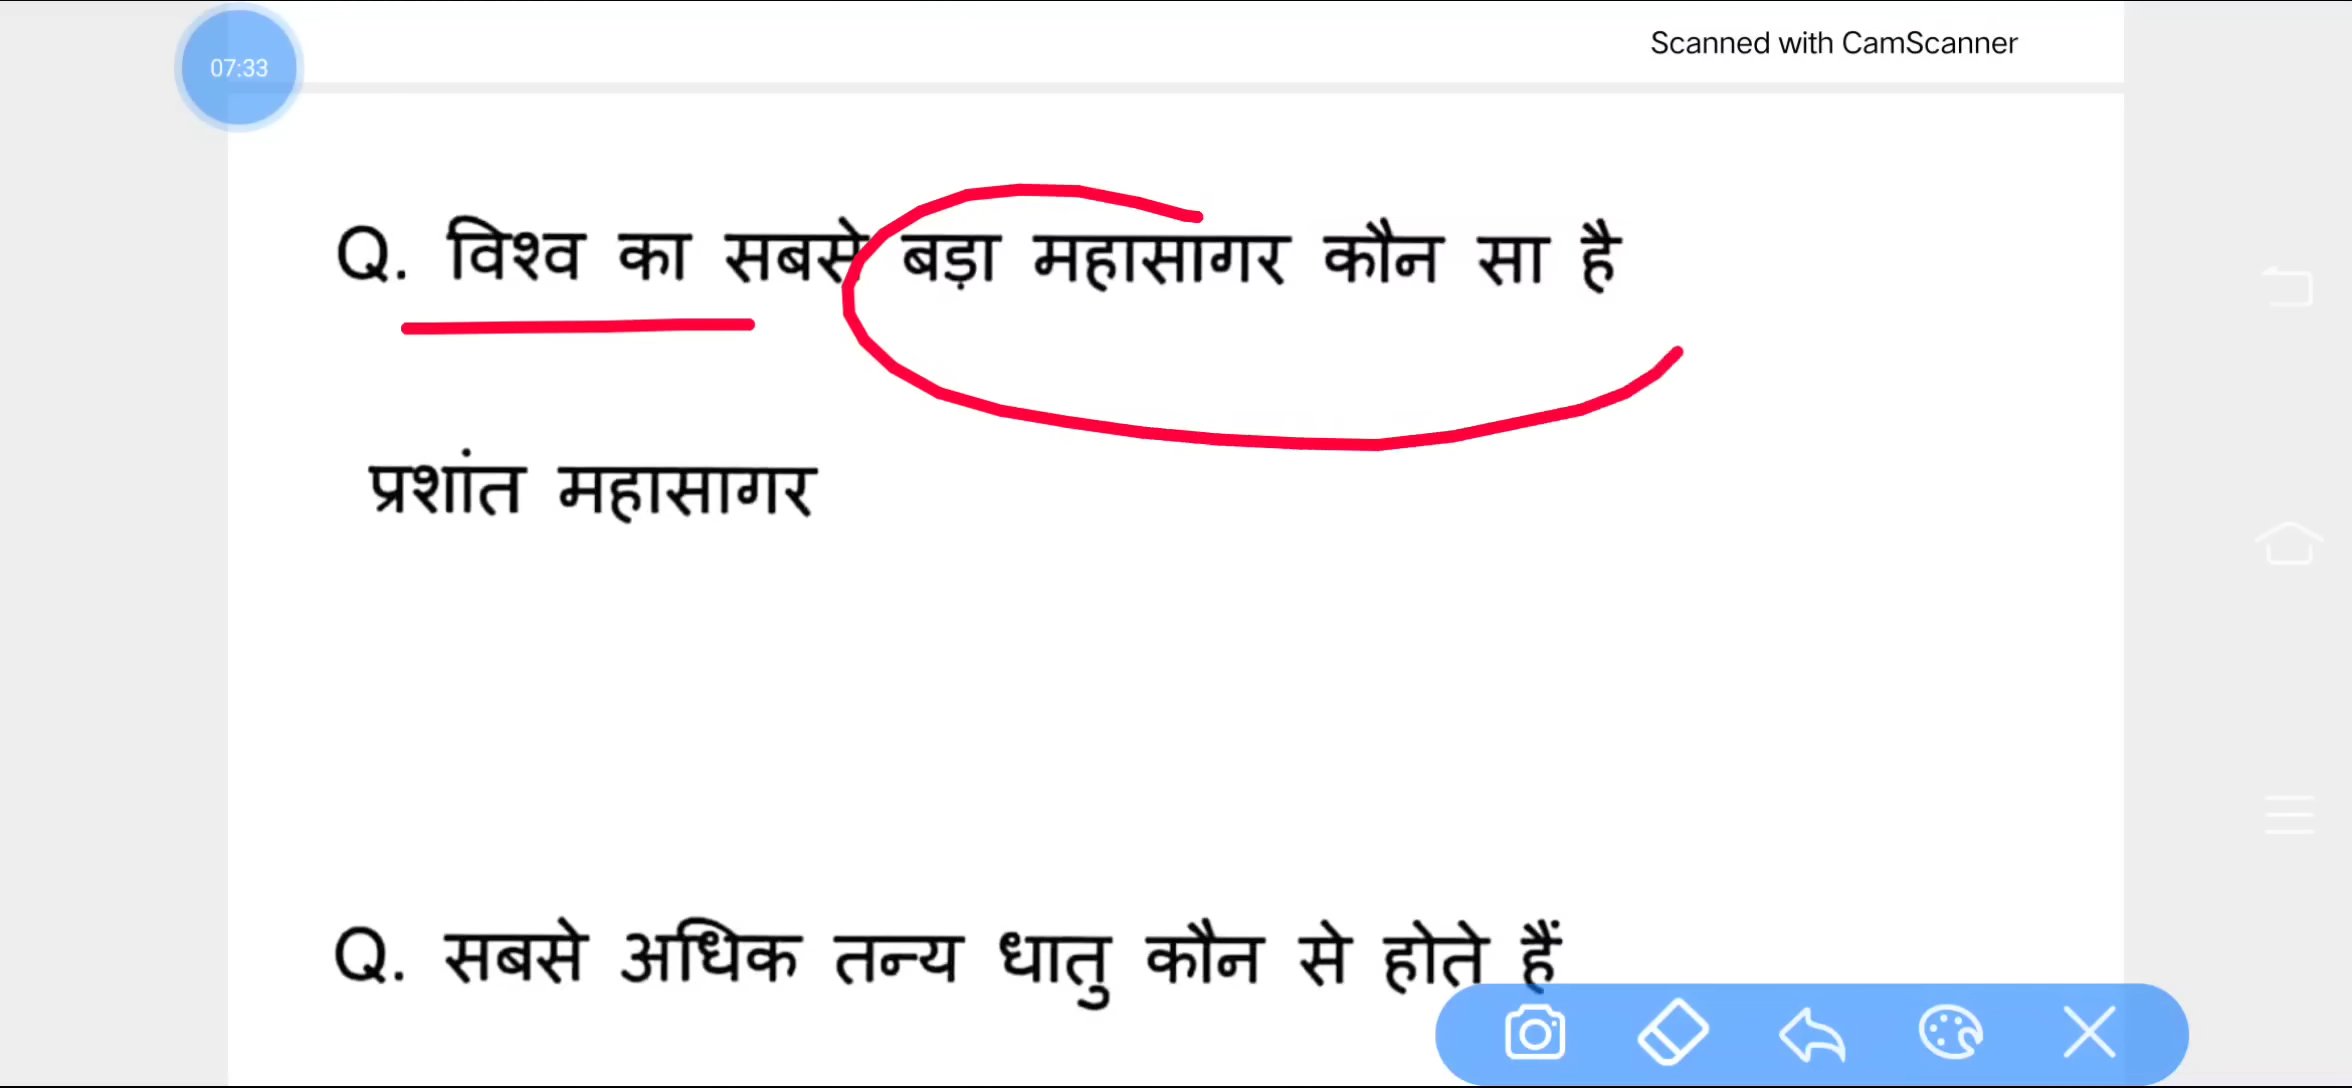 Scanned with CamScanner
07:33
Q. विश्व का सबसे बड़ा महासागर कौन सा है
प्रशांत महासागर
Q. सबसे अधिक तन्य धातु कौन से होते हैं